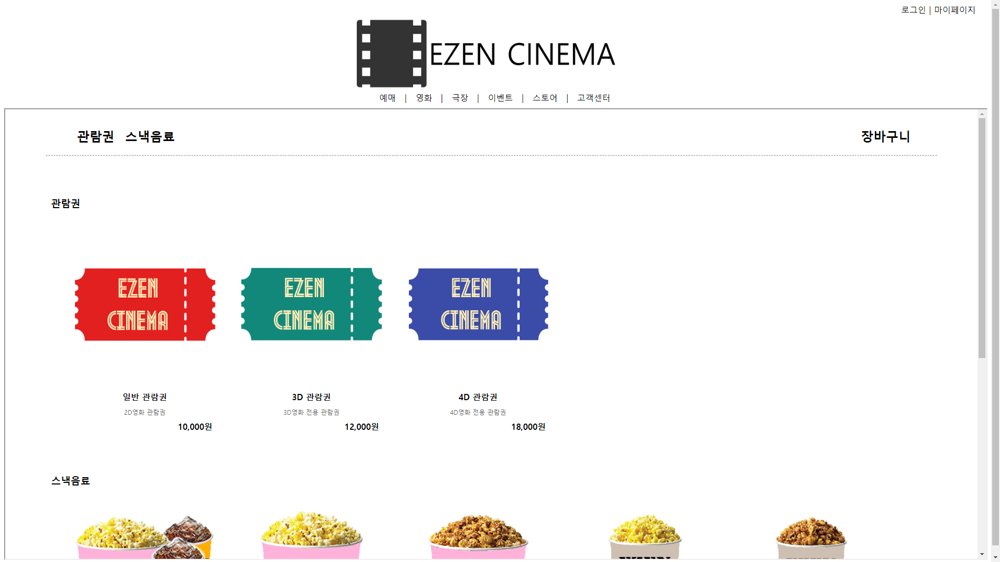 로그인 | 마이페이지
EZEN CINEMA
예매 | 영화 | 극장 | 이벤트 | 스토어 | 고객센터
관람권 스낵음료 장바구니
관람권
EZEN CINEMA
EZEN CINEMA
EZEN CINEMA
일반 관람권
2D영화 관람권
10,000원
3D 관람권
3D영화 전용 관람권
12,000원
4D 관람권
4D영화 전용 관람권
18,000원
스낵음료